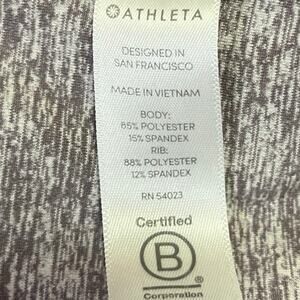 ATHLETA
DESIGNED IN
SAN FRANCISCO
MADE IN VIETNAM
BODY:
85% POLYESTER
15% SPANDEX
RIB:
88% POLYESTER
12% SPANDEX
RN 54023
Certified
B
®
Corporation